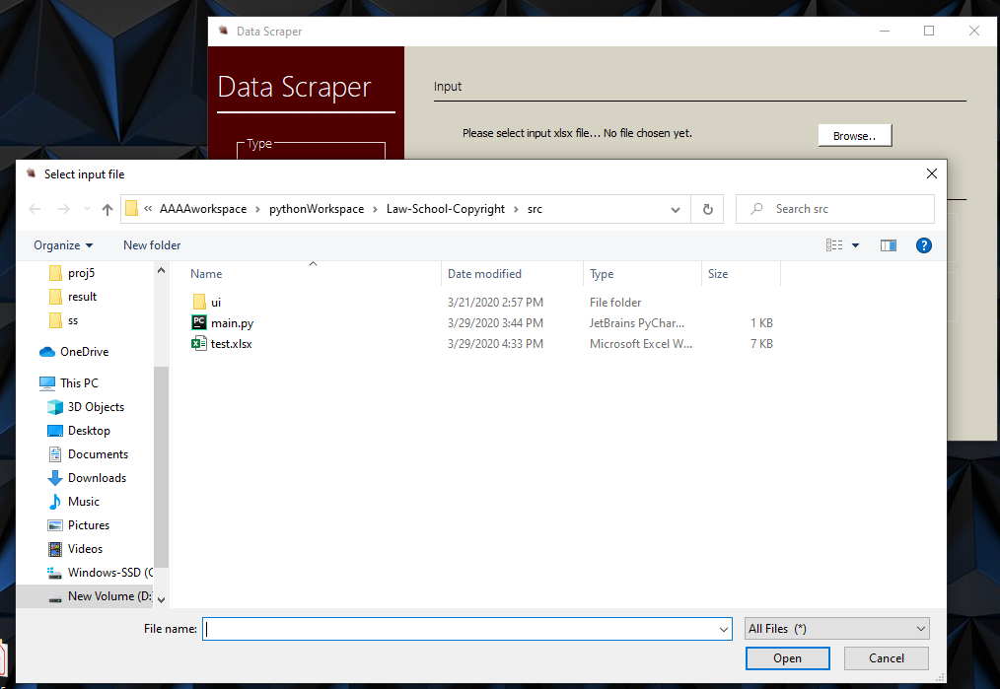 Data Scraper
Data Scraper
Input
Please select input xlsx file... No file chosen yet.
Browse..
Type
Select input file
« AAAAworkspace > pythonWorkspace > Law-School-Copyright > src
Search src
Organize
New folder
proj5
result
ss
OneDrive
This PC
3D Objects
Desktop
Documents
Downloads
Music
Pictures
Videos
Windows-SSD (C
New Volume (D:
Name Date modified Type Size
ui 3/21/2020 2:57 PM File folder
main.py 3/29/2020 3:44 PM JetBrains PyChar... 1 KB
test.xlsx 3/29/2020 4:33 PM Microsoft Excel W... 7 KB
File name:
All Files (*)
Open
Cancel